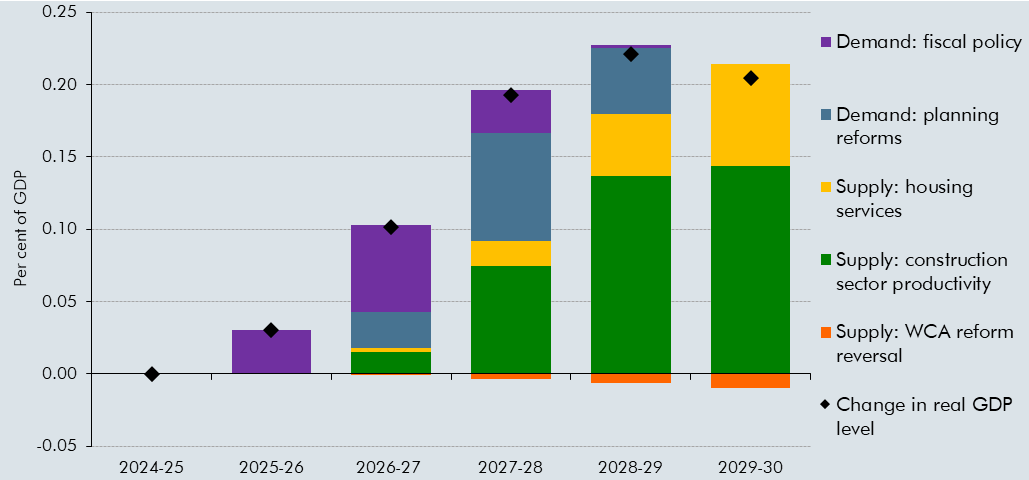 0.25
0.20
0.15
0.10
0.05
0.00
-0.05
Per cent of GDP
2024-25
2025-26
2026-27
2027-28
2028-29
2029-30
Demand: fiscal policy
Demand: planning
reforms
Supply: housing
services
Supply: construction
sector productivity
Supply: WCA reform
reversal
Change in real GDP
level